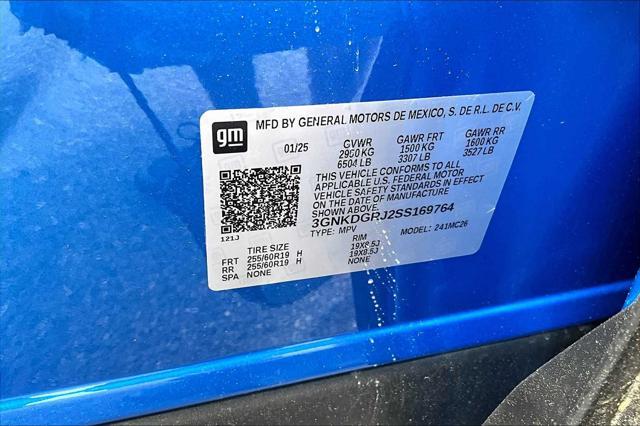 gm MFD BY GENERAL MOTORS DE MEXICO, S. DE R.L. DE C.V.
01/25 GVWR GAWR FRT GAWR RR
2950 KG 1500 KG 1600 KG
6504 LB 3307 LB 3527 LB
THIS VEHICLE CONFORMS TO ALL
APPLICABLE U.S. FEDERAL MOTOR
VEHICLE SAFETY STANDARDS IN EFFECT
ON THE DATE OF MANUFACTURE
SHOWN ABOVE
3GNKDGRJ2SS169764
121J TYPE: MPV MODEL: 241MC26
TIRE SIZE RIM
FRT 255/60R19 H 19X8.5J
RR 255/60R19 H 19X8.5J
SPA NONE NONE